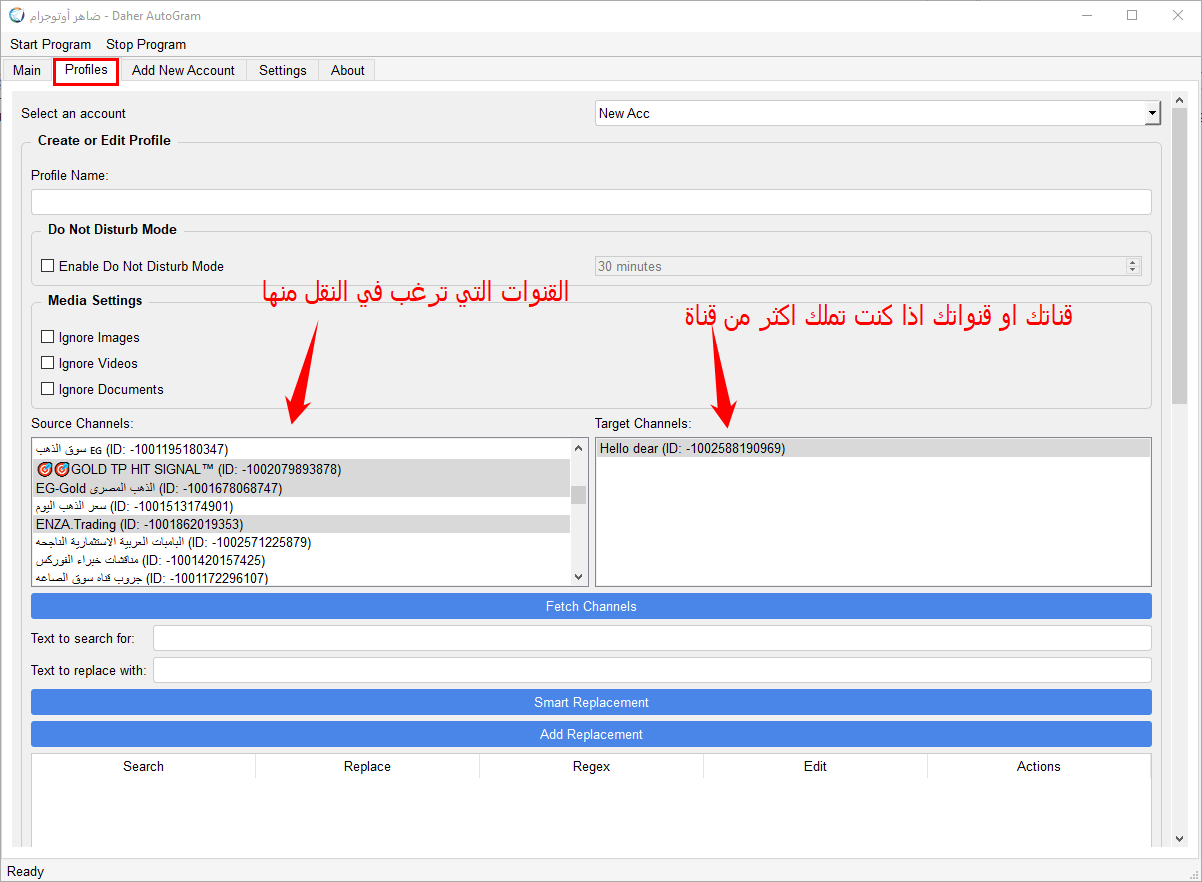 ضاهر أوتوجرام - Daher AutoGram
Start Program Stop Program
Main Profiles Add New Account Settings About
Select an account New Acc
Create or Edit Profile
Profile Name:
Do Not Disturb Mode
Enable Do Not Disturb Mode 30 minutes
القنوات التي ترغب في النقل منها
Media Settings
قناتك او قنواتك اذا كنت تملك اكثر من قناة
Ignore Images
Ignore Videos
Ignore Documents
Source Channels: Target Channels:
سوق الذهب EG (ID: -1001195180347)
Hello dear (ID: -1002588190969)
🎯🎯GOLD TP HIT SIGNAL™ (ID: -1002079893878)
EG-Gold الذهب المصرى (ID: -1001678068747)
سعر الذهب اليوم (ID: -1001513174901)
ENZA.Trading (ID: -1001862019353)
البامبات العربية الاستثمارية الناجحه (ID: -1002571225879)
مناقشات خبراء الفوركس (ID: -1001420157425)
جروب قناه سوق الصاغه (ID: -1001172296107)
Fetch Channels
Text to search for:
Text to replace with:
Smart Replacement
Add Replacement
Search Replace Regex Edit Actions
Ready